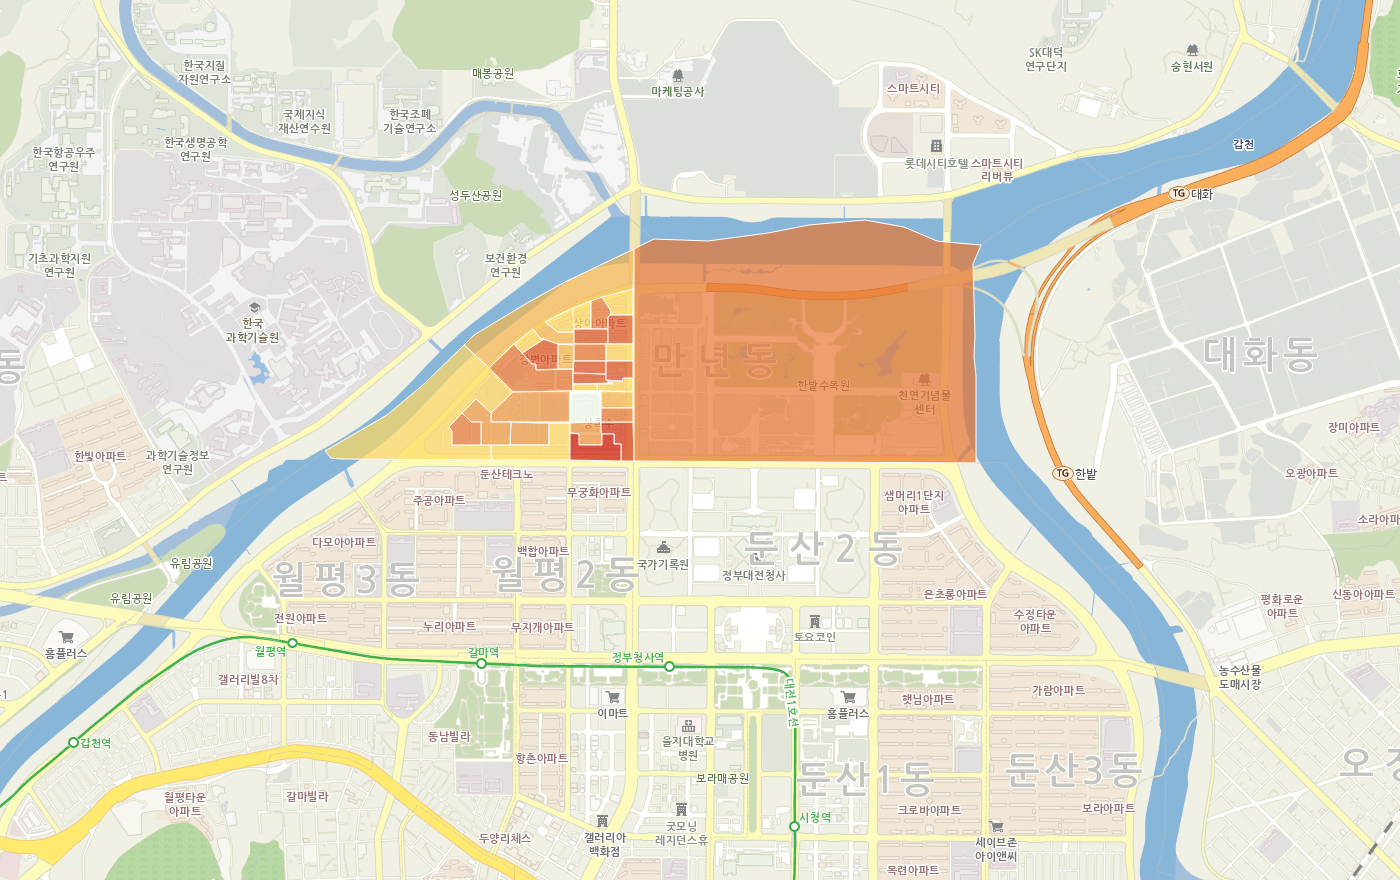 한국지질
자원연구소
매봉공원
마케팅공사
SK대덕
연구단지
숭현서원
스마트시티
국제지식
재산연수원
한국조폐
기술연구소
한국생명공학
연구원
한국항공우주
연구원
갑천
롯데시티호텔
스마트시티
리버뷰
TG 대화
성두산공원
기초과학지원
연구원
보건환경
연구원
한국
과학기술원
상아아파트
강변아파트
만년동
한밭수목원
천연기념물
센터
대화동
동
상록수
한빛아파트
과학기술정보
연구원
장미아파트
오광아파트
TG 한밭
둔산테크노
주공아파트
무궁화아파트
샘머리1단지
아파트
소라아파
다모아아파트
백합아파트
국가기록원
둔산2동
정부대전청사
월평3동
월평2동
유림공원
유림공원
은초롱아파트
평화로운
아파트
신동아아파트
전원아파트
누리아파트
무지개아파트
토요코인
수정타운
아파트
홈플러스
월평역
갈마역
정부청사역
농수산물
도매시장
갤러리빌8차
대전1호선
햇님아파트
가람아파트
이마트
홈플러스
갑천역
동남빌라
을지대학교
병원
향촌아파트
보라매공원
둔산1동
둔산3동
오정
월평타운
아파트
갈마빌라
크로바아파트
보라아파트
시청역
두양리체스
갤러리아
백화점
굿모닝
레지던스휴
세이브존
아이앤씨
옥련아파트